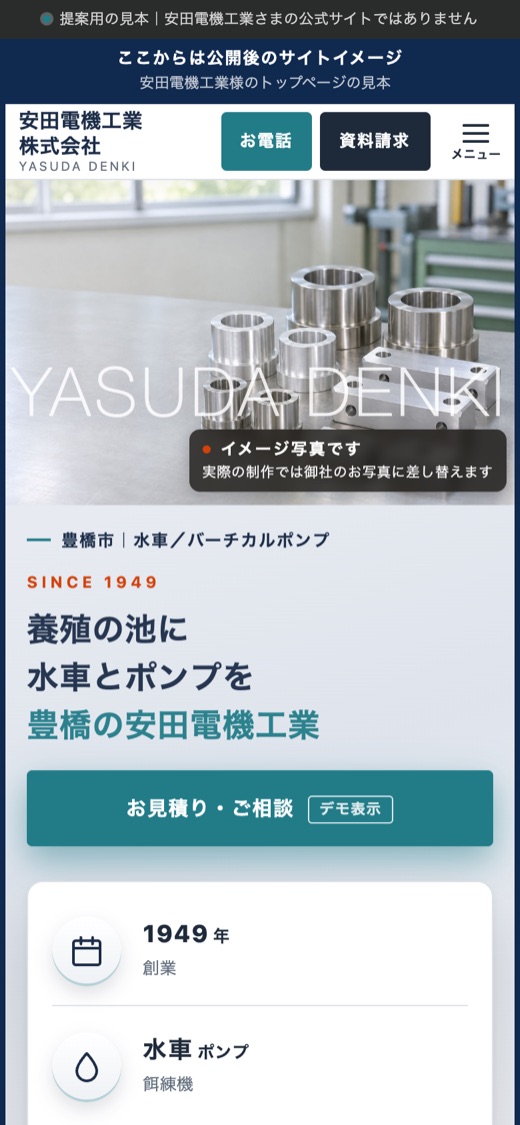 提案用の見本｜安田電機工業さまの公式サイトではありません
ここからは公開後のサイトイメージ
安田電機工業様のトップページの見本
安田電機工業
株式会社
YASUDA DENKI
お電話
資料請求
メニュー
YASUDA DENKI
イメージ写真です
実際の制作では御社のお写真に差し替えます
豊橋市｜水車／バーチカルポンプ
SINCE 1949
養殖の池に
水車とポンプを
豊橋の安田電機工業
お見積り・ご相談 デモ表示
1949 年
創業
水車 ポンプ
餌練機